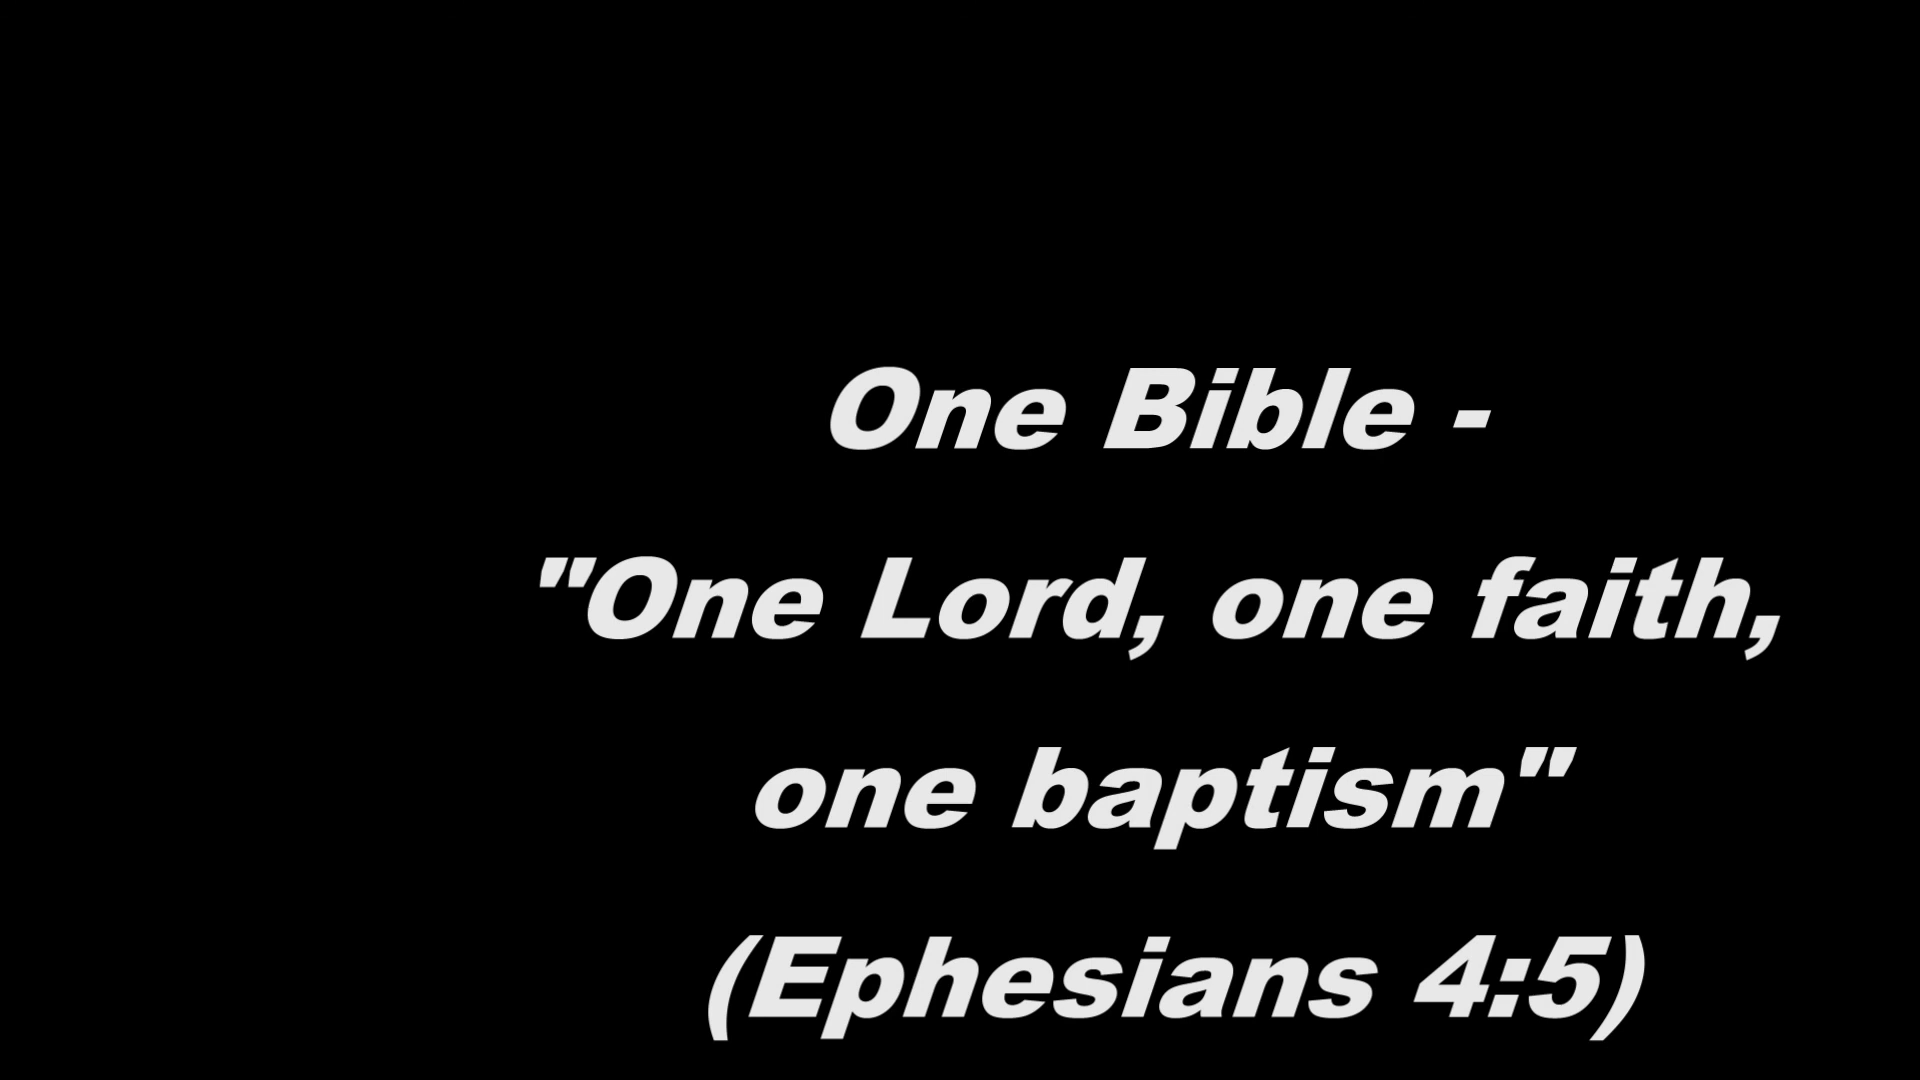 One Bible -
"One Lord, one faith,
one baptism"
(Ephesians 4:5)